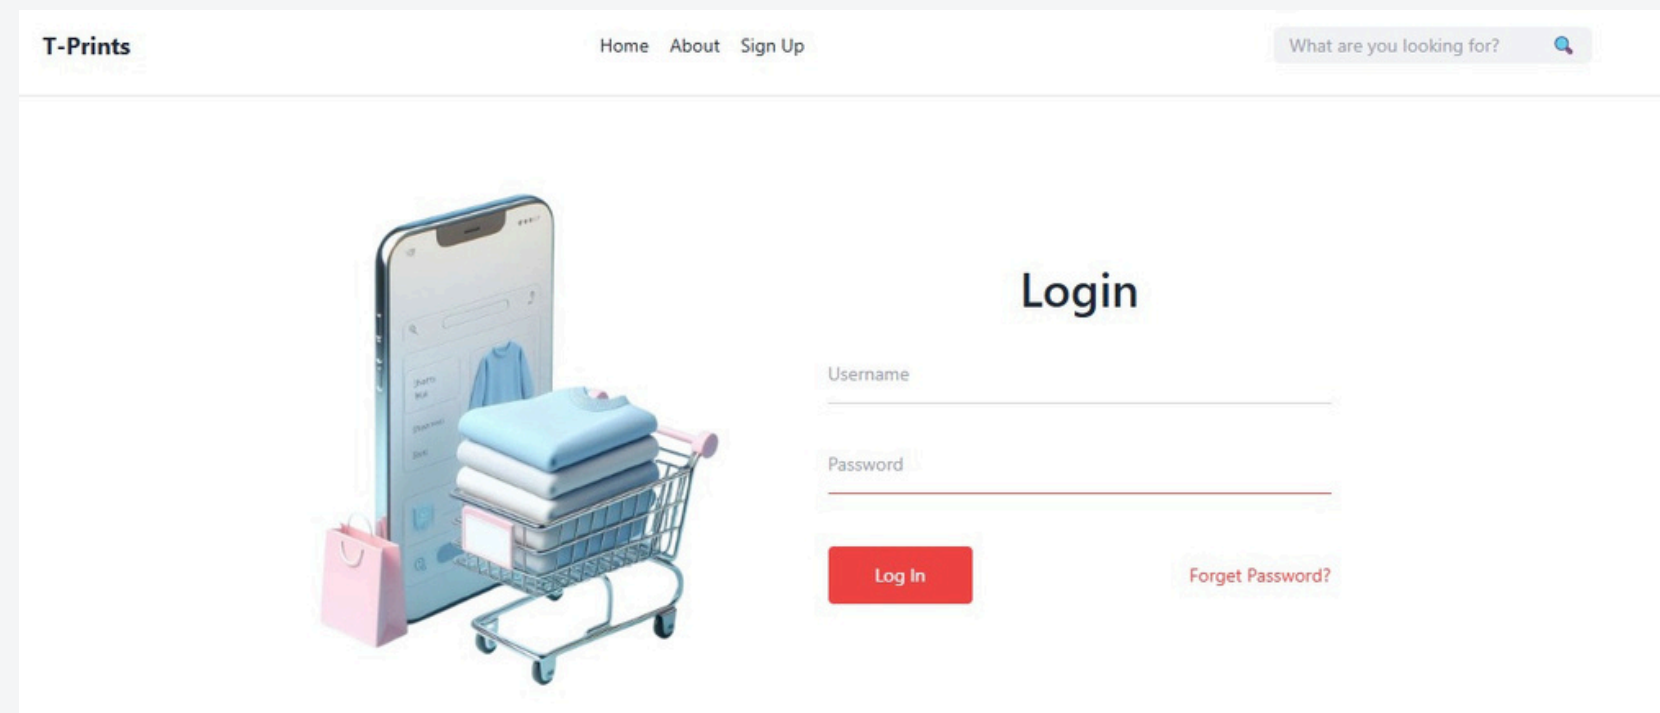 T-Prints
Home About Sign Up
What are you looking for?
Login
Username
Password
Log In
Forget Password?